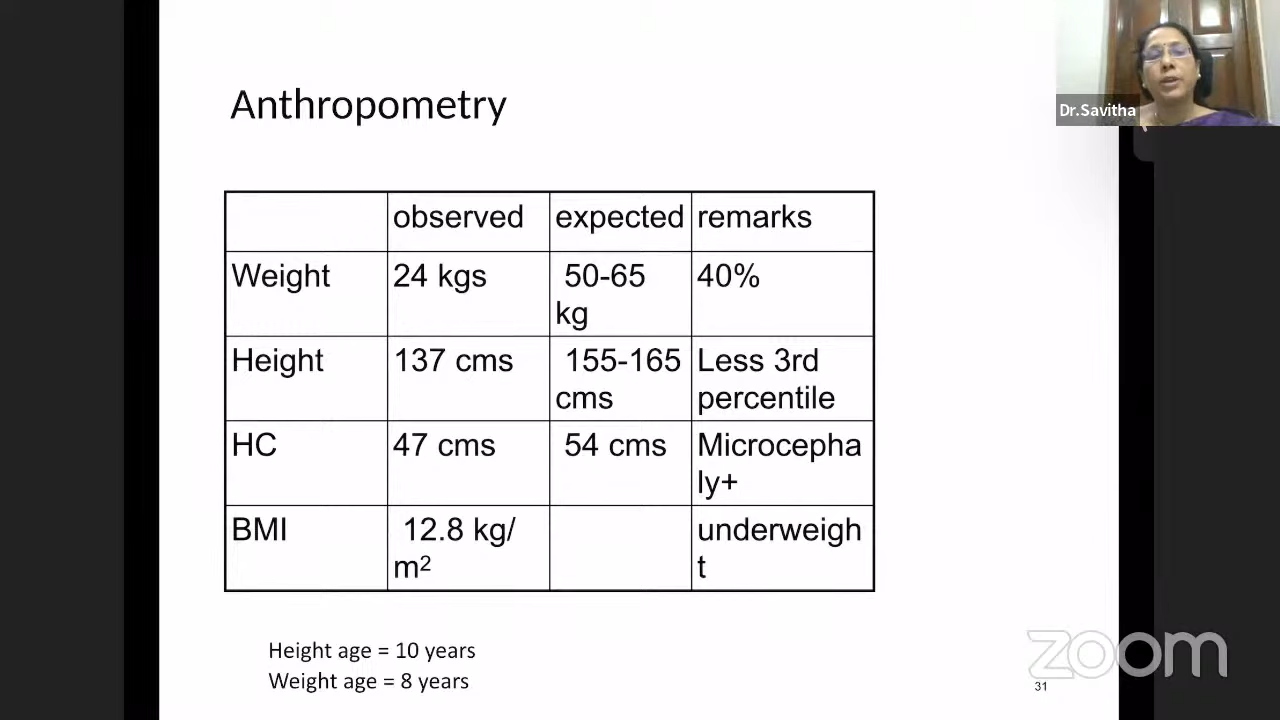 Dr.Savitha
Anthropometry
observed expected remarks
Weight 24 kgs 50-65 40%
kg
Height 137 cms 155-165 Less 3rd
cms percentile
HC 47 cms 54 cms Microcepha
ly+
BMI 12.8 kg/ underweigh
m² t
Height age = 10 years
Weight age = 8 years
zoom
31